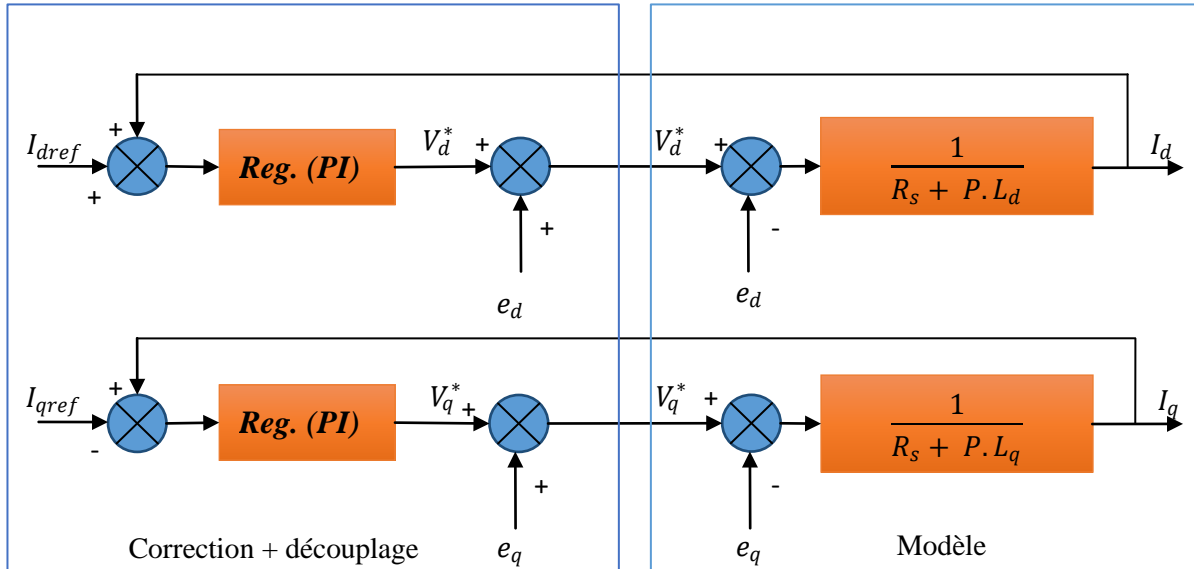 +
I_dref
+
Reg. (PI)
V_d^*
+
+
e_d
V_d^*
+
-
e_d
1
R_s + P.L_d
I_d
+
I_qref
-
Reg. (PI)
V_q^*
+
+
e_q
V_q^*
+
-
e_q
1
R_s + P.L_q
I_q
Correction + découplage
Modèle